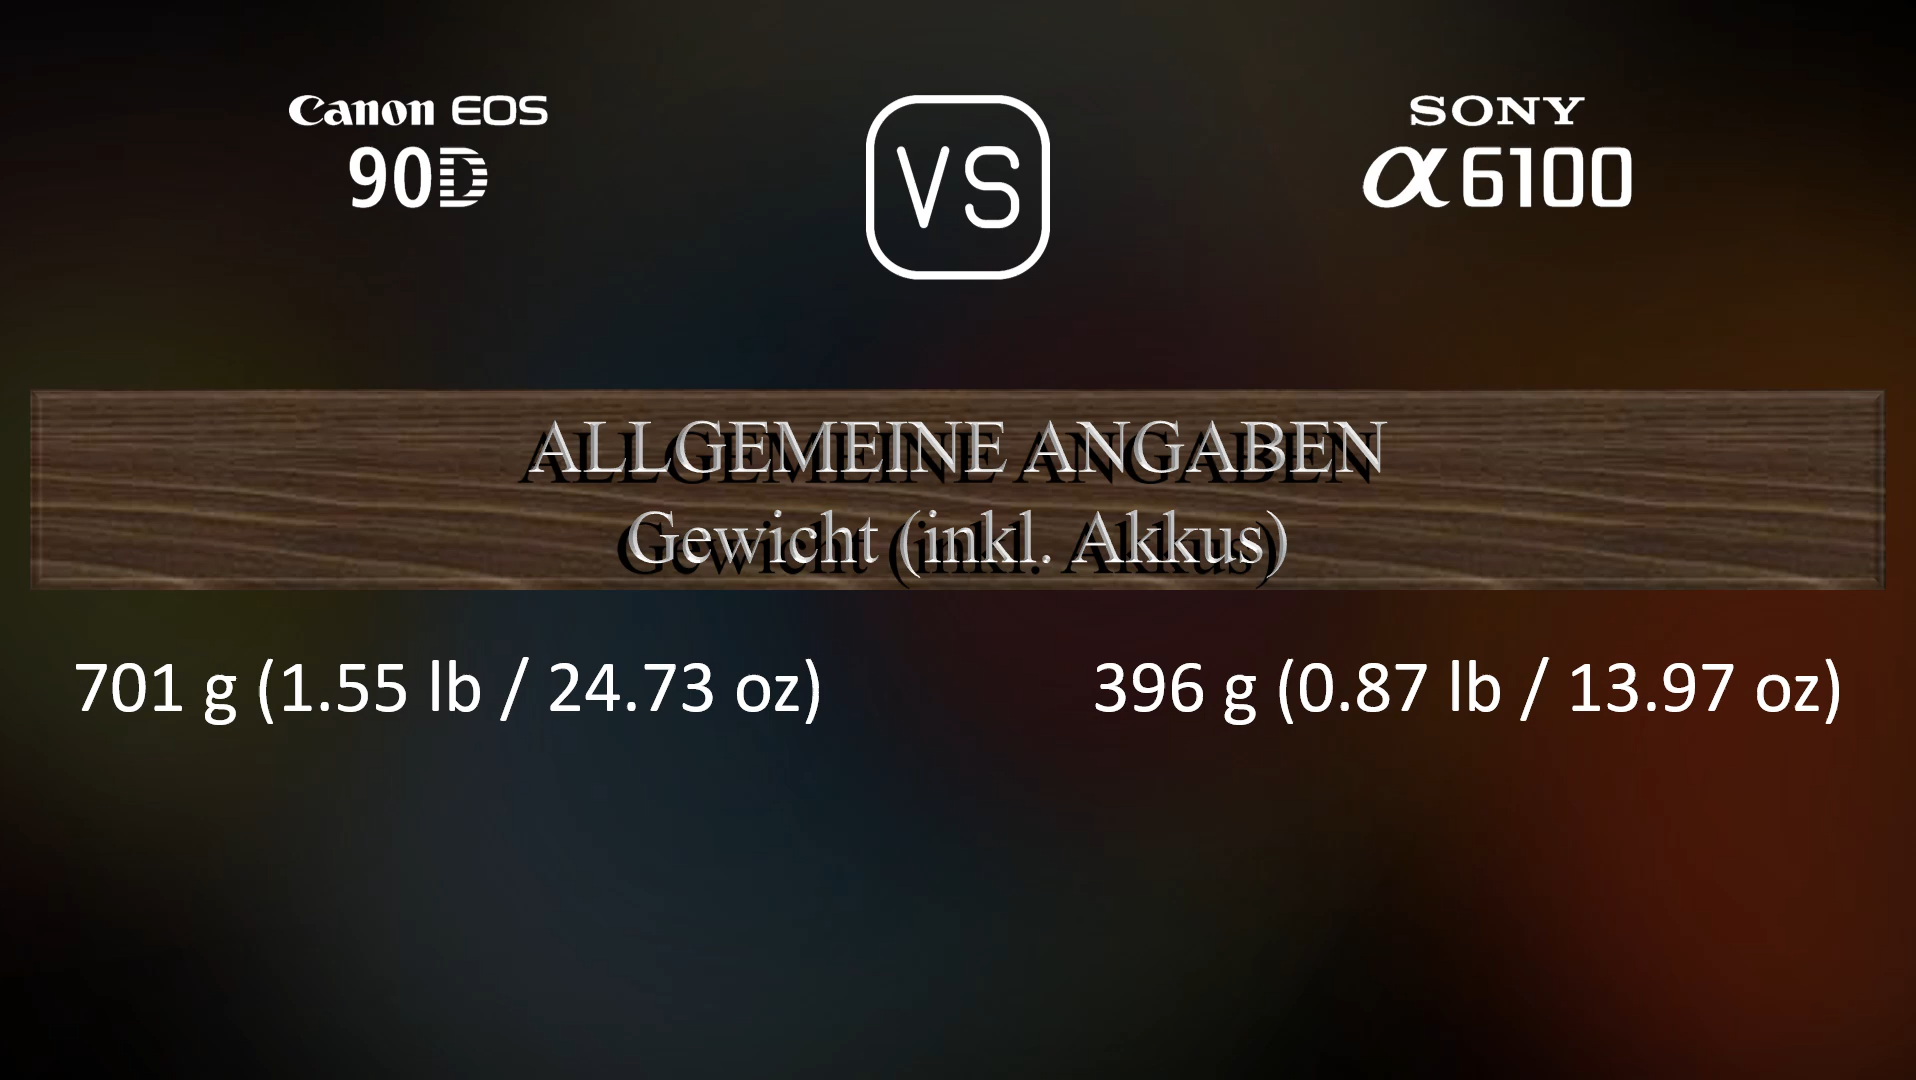 Canon EOS
90D
VS
SONY
α6100
ALLGEMEINE ANGABEN
Gewicht (inkl. Akkus)
701 g (1.55 lb / 24.73 oz)
396 g (0.87 lb / 13.97 oz)